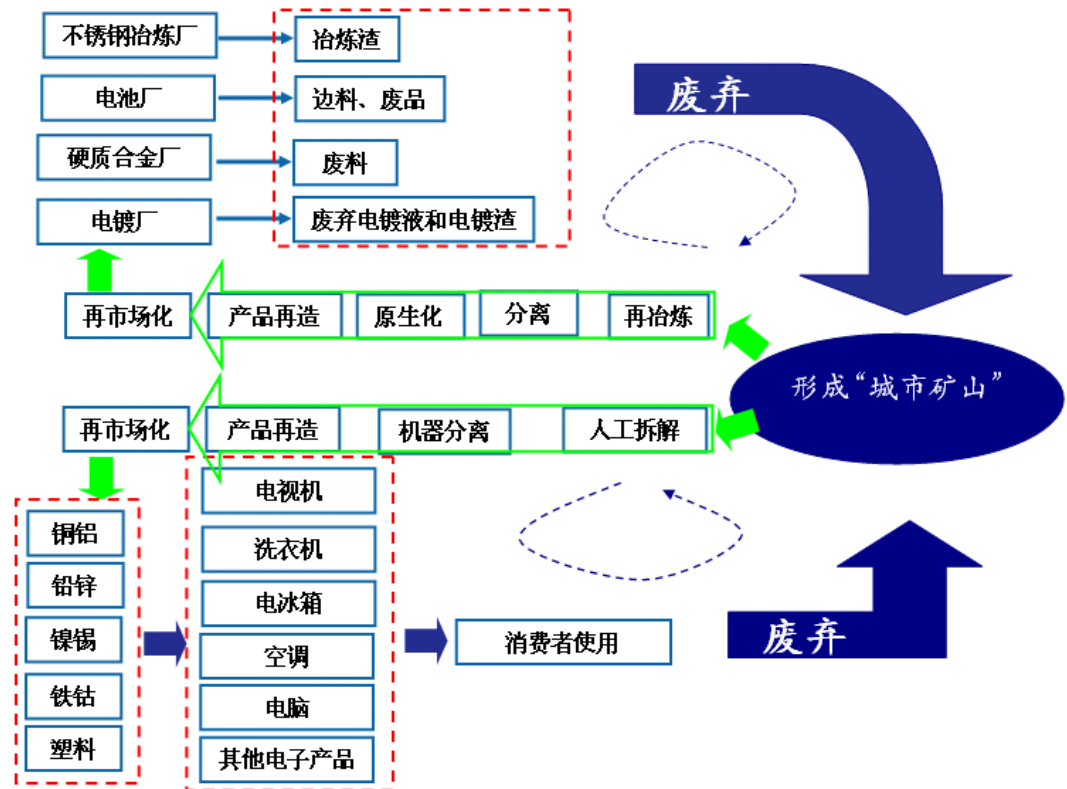 不锈钢冶炼厂
冶炼渣
电池厂
边料、废品
废弃
硬质合金厂
废料
电镀厂
废弃电镀液和电镀渣
再市场化
产品再造
原生化
分离
再冶炼
形成“城市矿山”
再市场化
产品再造
机器分离
人工拆解
铜铝
铅锌
镍锡
铁钴
塑料
电视机
洗衣机
电冰箱
空调
电脑
其他电子产品
消费者使用
废弃